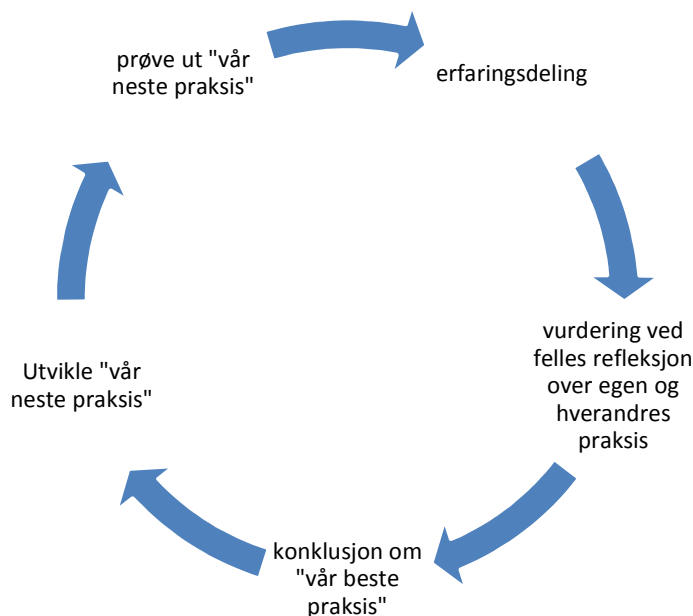 prøve ut "vår
neste praksis"
erfaringsdeling
vurdering ved
felles refleksjon
over egen og
hverandres
praksis
konklusjon om
"vår beste
praksis"
Utvikle "vår
neste praksis"